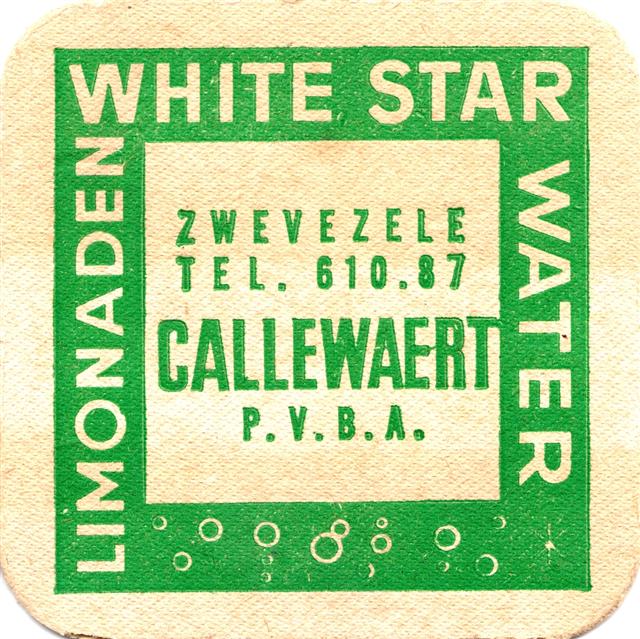 WHITE STAR
LIMONADEN
WATER
ZWEVEZELE
TEL. 610.87
CALLEWAERT
P.V.B.A.